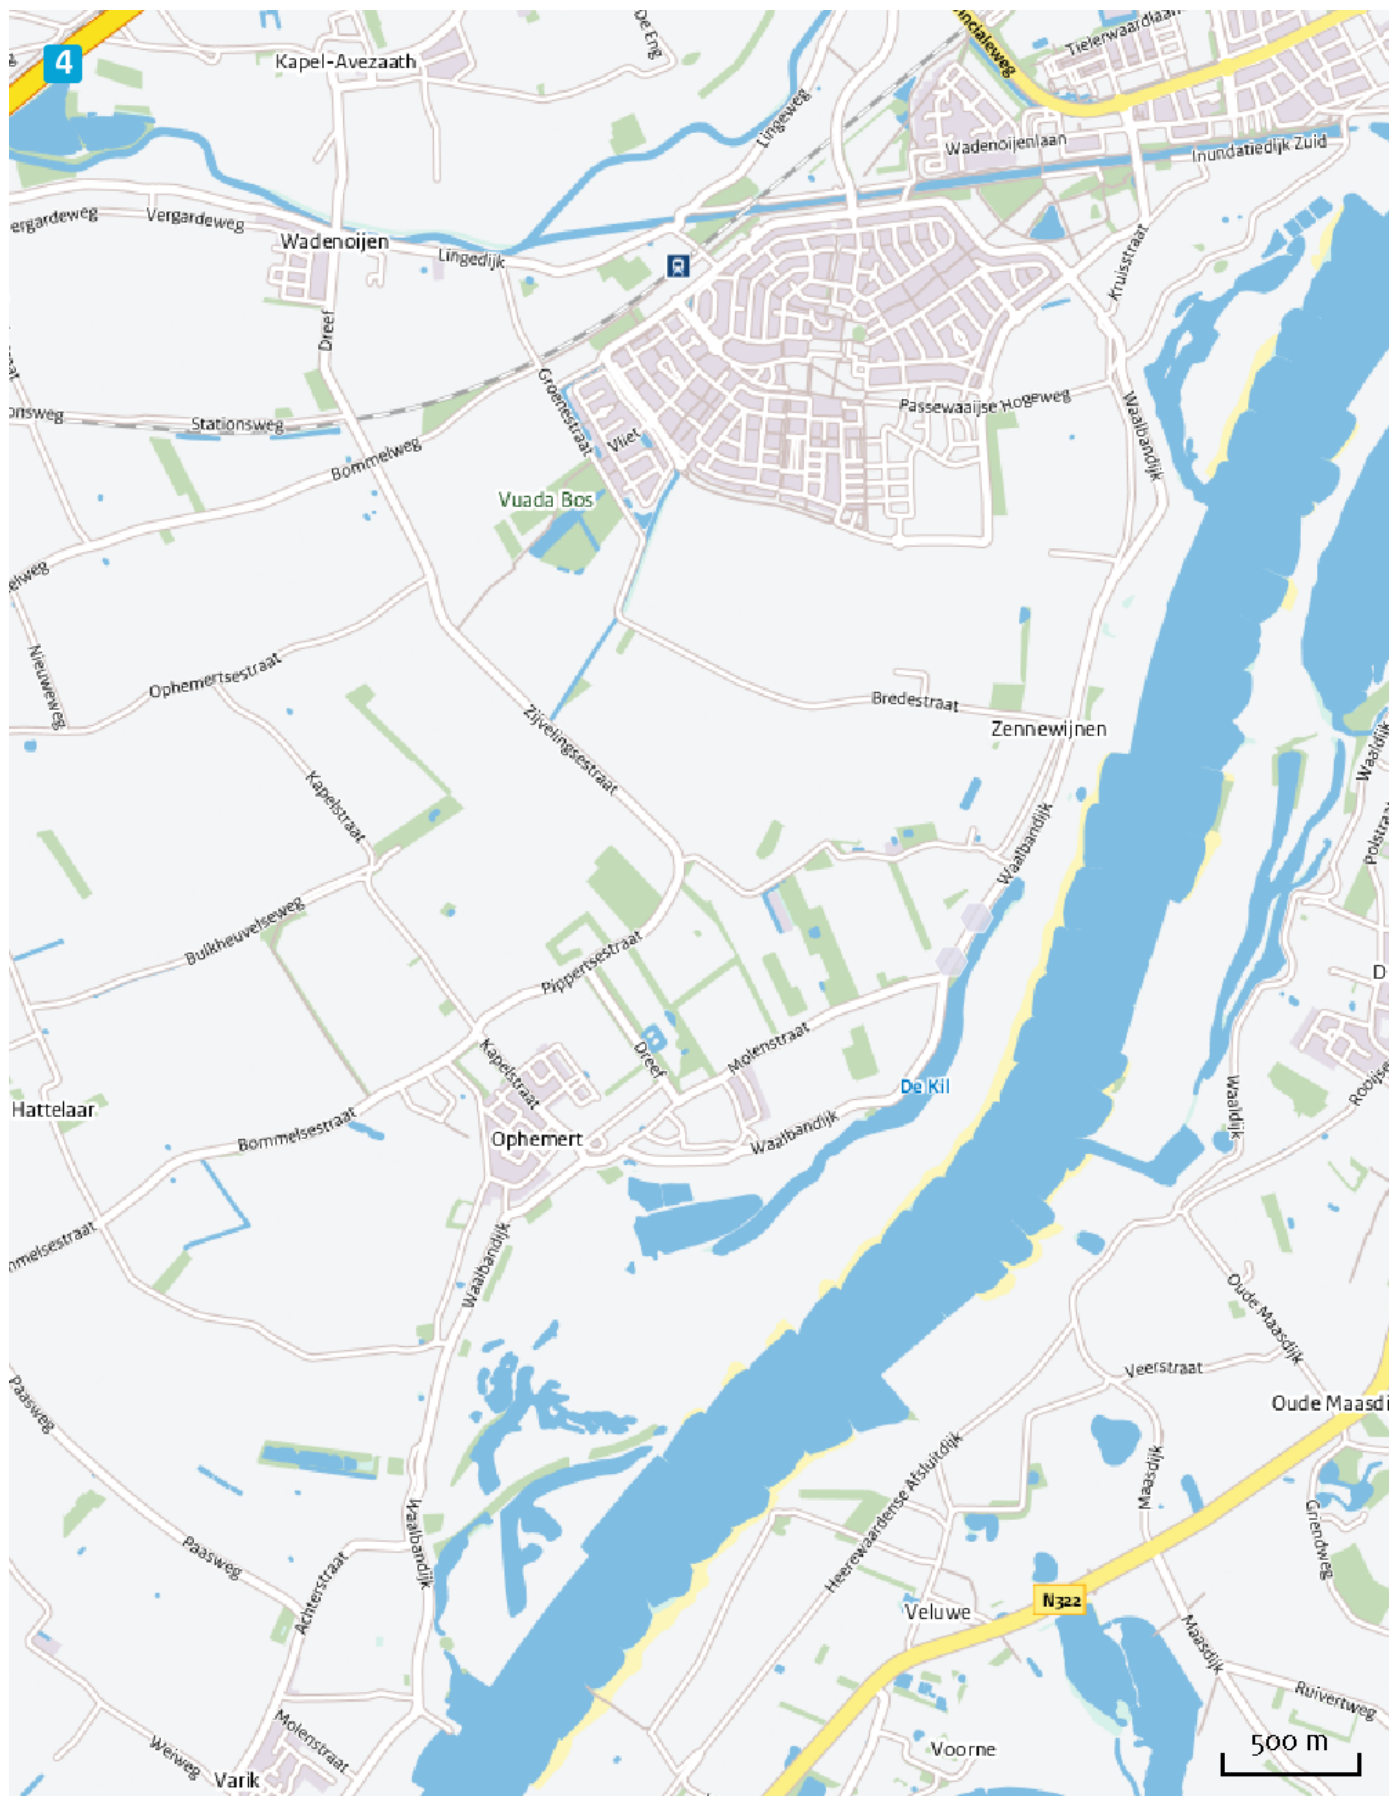 4
Kapel-Avezaath
De Eng
Tielerwaardlaan
Lingeweg
Wadenoijenlaan
Inundatiedijk Zuid
Vergardeweg
Wadenoijen
Lingedijk
Kruisstraat
Dreef
Groenestraat
Passewaaijse Hogeweg
Waalbandijk
Stationsweg
Vliet
Bommelweg
Vuada Bos
Nieuweweg
Ophemertsestraat
Bredestraat
Zennewijnen
Zijvelingsestraat
Waaldijk
Kapelstraat
Waalbandijk
Bulkheuvelseweg
Pippertsestraat
Molenstraat
Dreef
Kapelstraat
De Kil
Hattelaar
Bommelsestraat
Ophemert
Waalbandijk
Waaldijk
Waalbandijk
Oude Maasdijk
Veerstraat
Paasweg
Maasdijk
Heerewaardense Afsluitdijk
Waalbandijk
Griendweg
Paasweg
Achterstraat
Veluwe
N322
Maasdijk
Ruivertweg
Molenstraat
Weiweg
Varik
Voorne
500 m